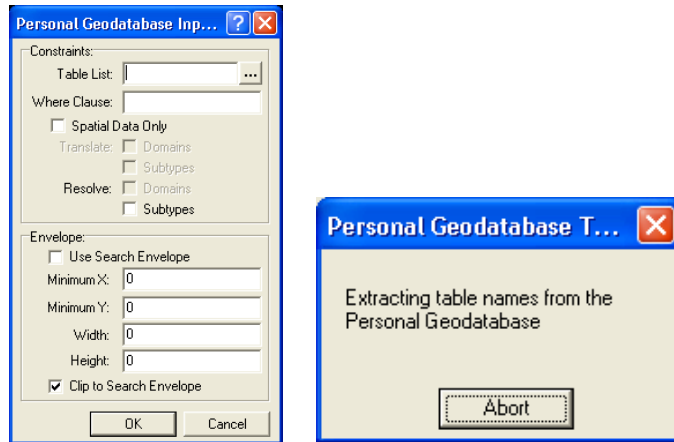 Personal Geodatabase Inp...
Constraints:
Table List:
...
Where Clause:
Spatial Data Only
Translate: Domains
Subtypes
Resolve: Domains
Subtypes
Envelope:
Use Search Envelope
Minimum X: 0
Minimum Y: 0
Width: 0
Height: 0
Clip to Search Envelope
OK Cancel
Personal Geodatabase T...
Extracting table names from the
Personal Geodatabase
Abort